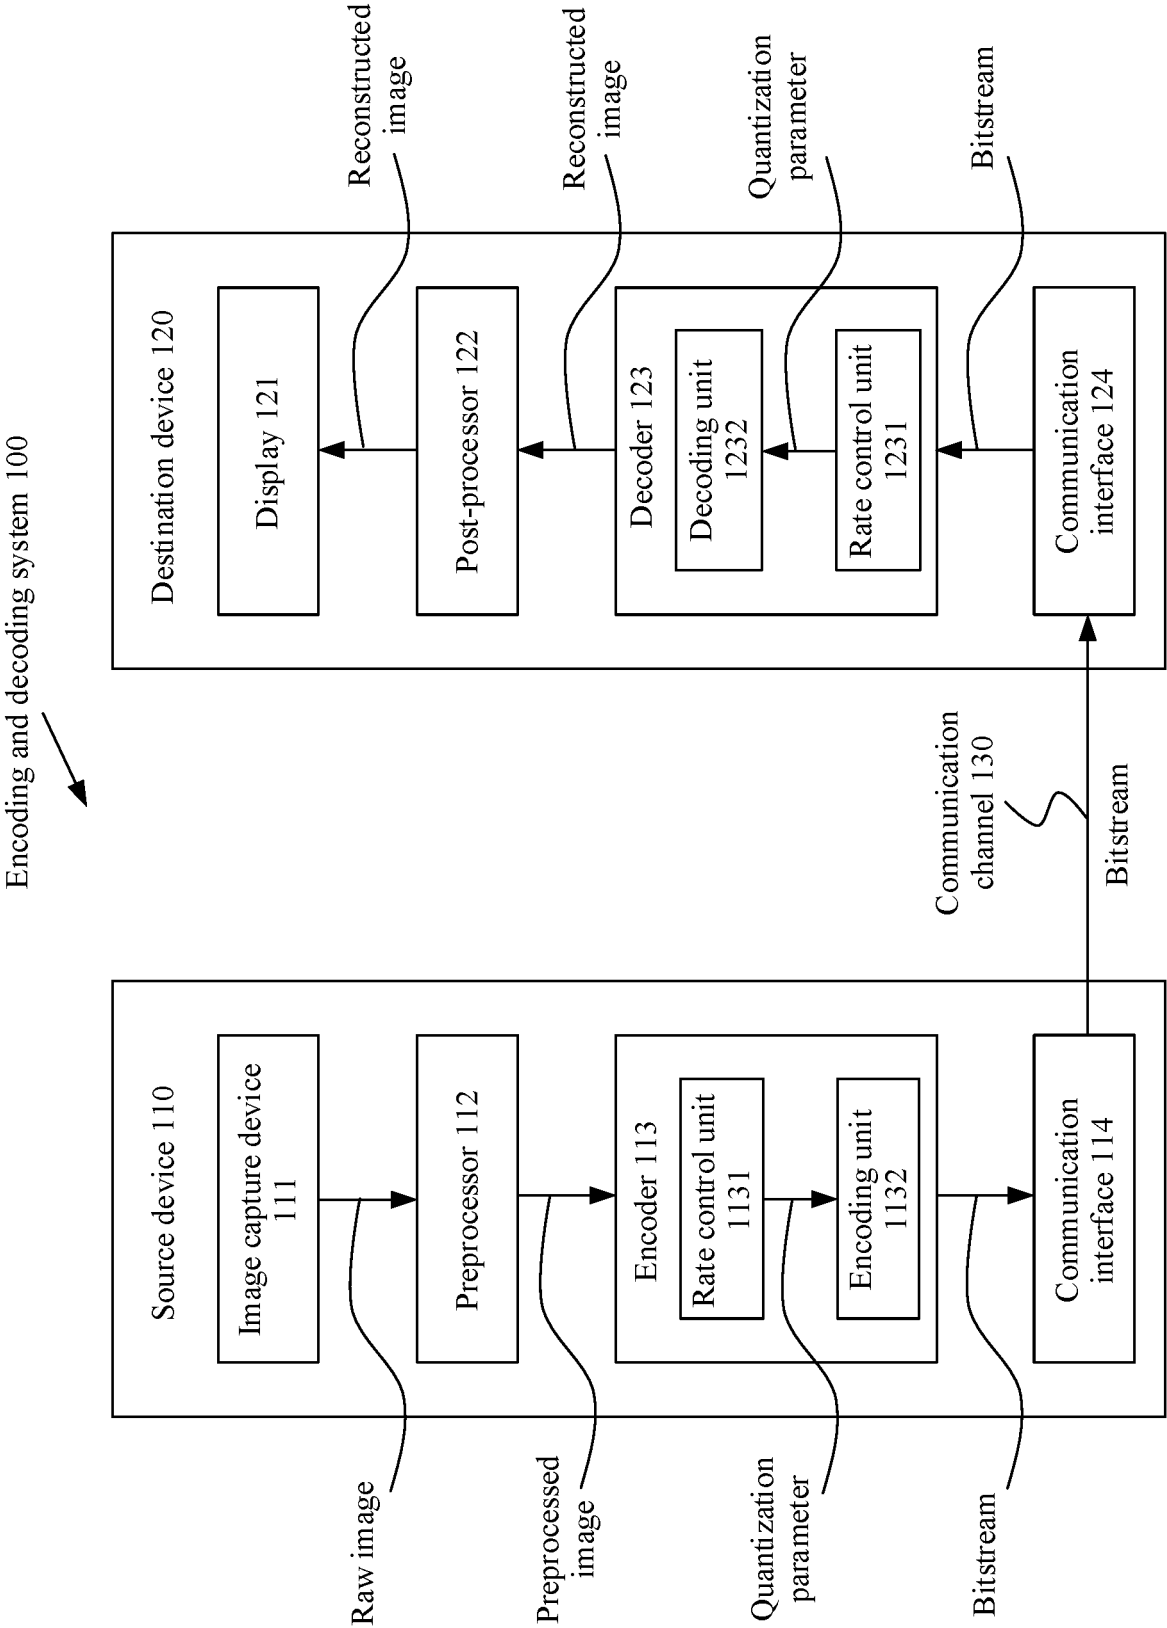 Encoding and decoding system 100
Source device 110
Image capture device
111
Raw image
Preprocessor 112
Preprocessed
image
Encoder 113
Rate control unit
1131
Quantization
parameter
Encoding unit
1132
Bitstream
Communication
interface 114
Communication
channel 130
Bitstream
Destination device 120
Display 121
Reconstructed
image
Post-processor 122
Reconstructed
image
Decoder 123
Decoding unit
1232
Quantization
parameter
Rate control unit
1231
Bitstream
Communication
interface 124